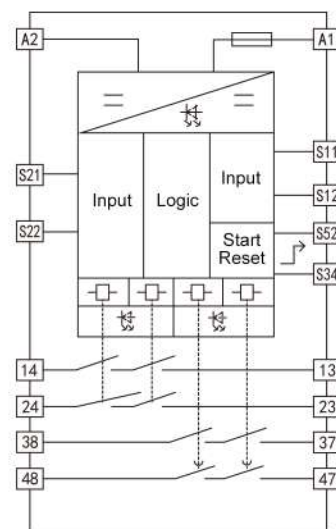 A2
A1
S11
S21
Input
Logic
Input
S12
S22
S52
Start
Reset
S34
14
13
24
23
38
37
48
47